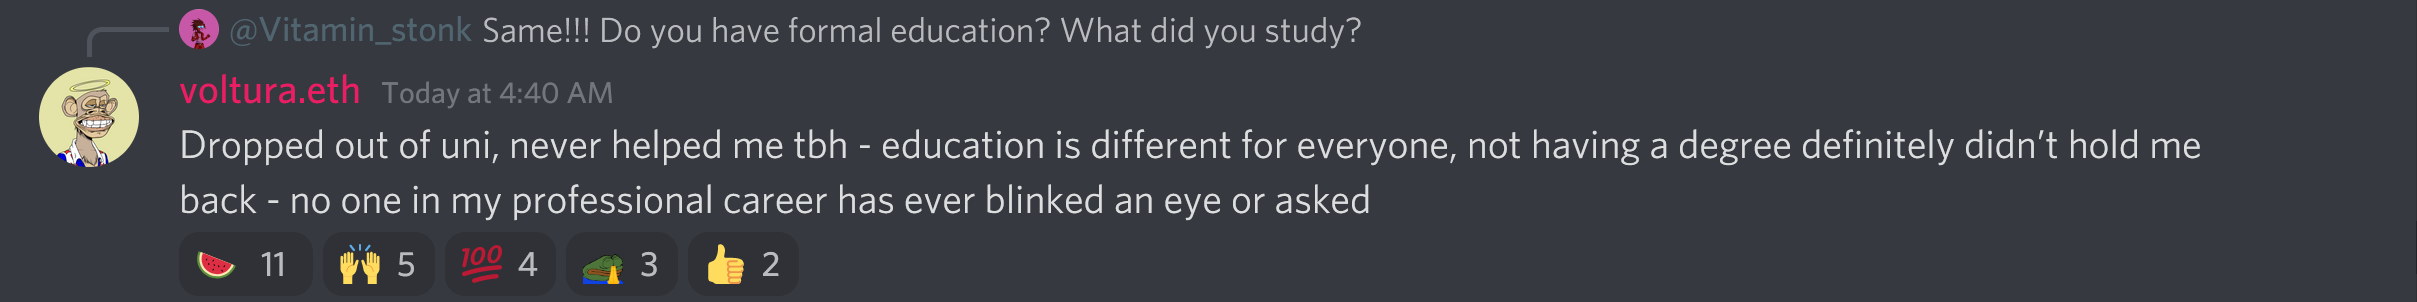 @Vitamin_stonk Same!!! Do you have formal education? What did you study?
voltura.eth Today at 4:40 AM
Dropped out of uni, never helped me tbh - education is different for everyone, not having a degree definitely didn’t hold me
back - no one in my professional career has ever blinked an eye or asked
🍉 11 🙌 5 💯 4 3 👍 2